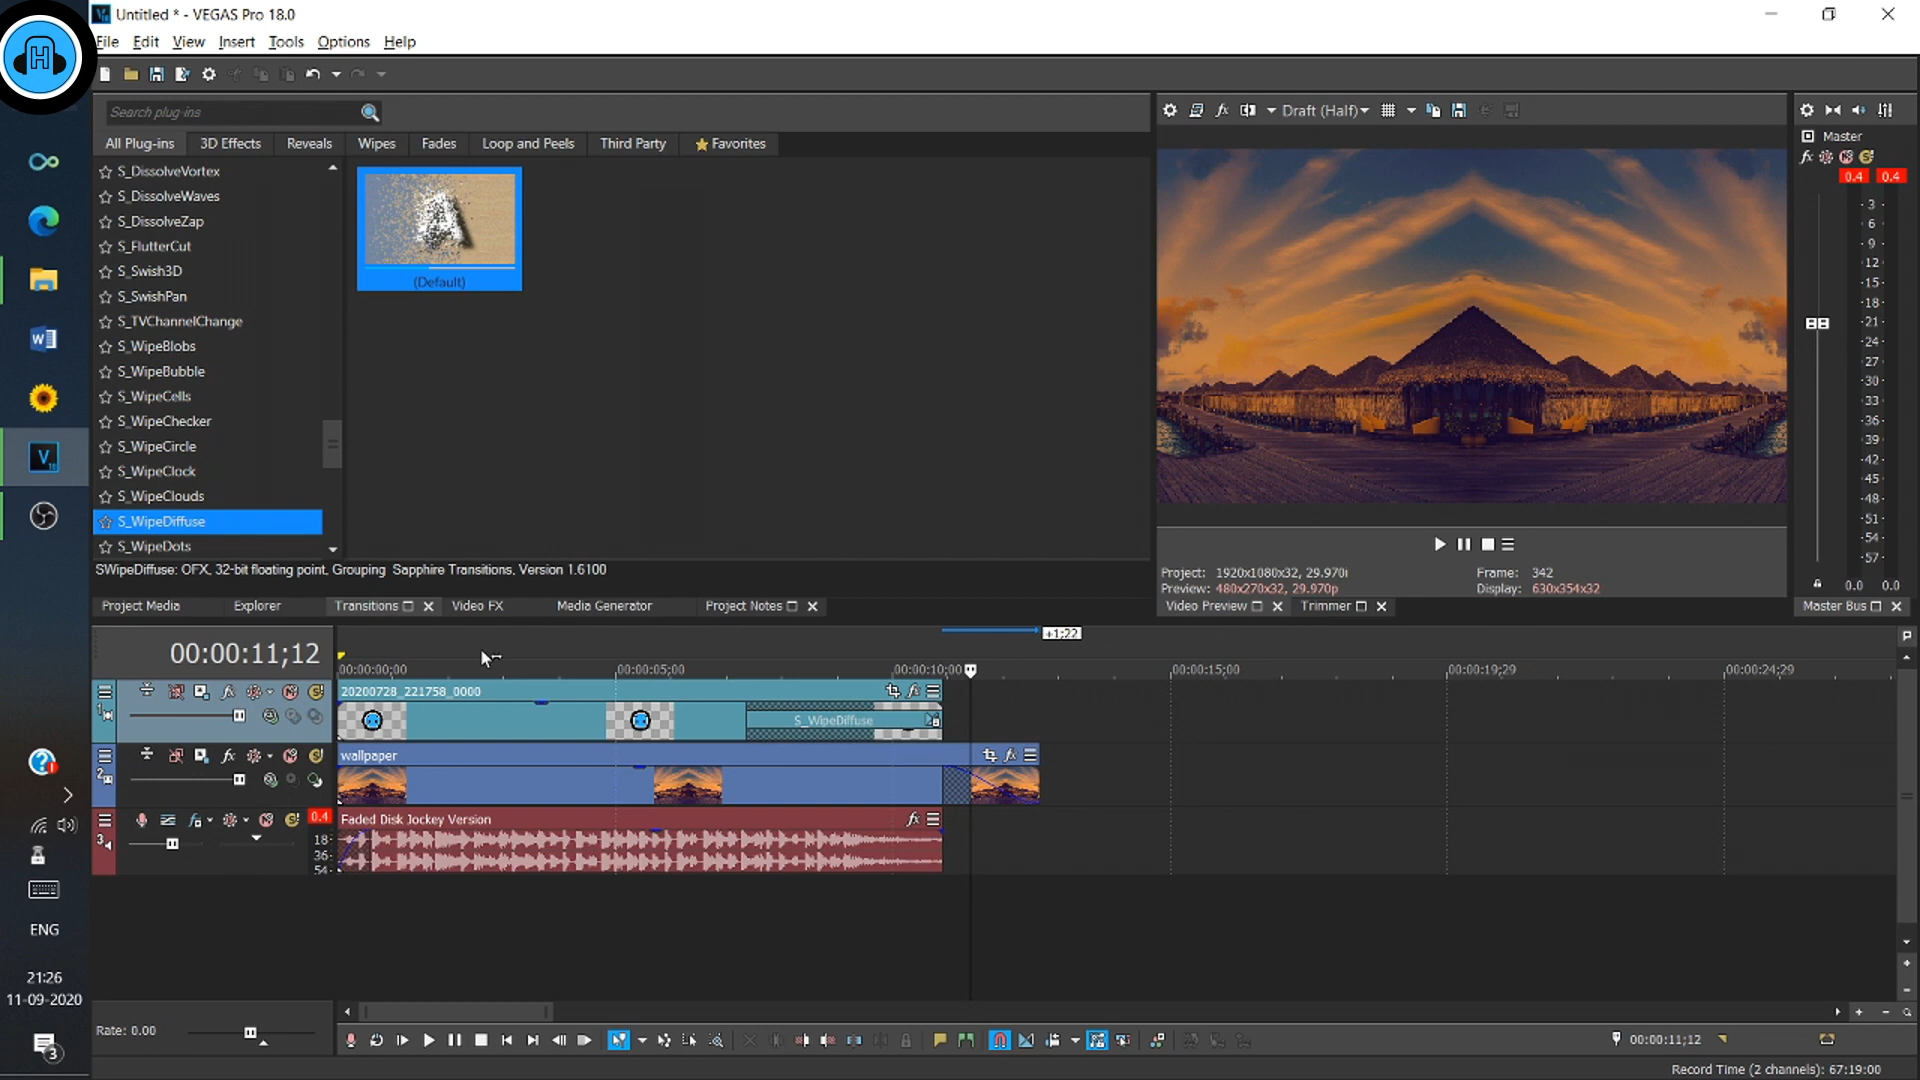 H
Untitled * - VEGAS Pro 18.0
File Edit View Insert Tools Options Help
Search plug-ins
All Plug-ins 3D Effects Reveals Wipes Fades Loop and Peels Third Party Favorites
S_DissolveVortex
S_DissolveWaves
S_DissolveZap
S_FlutterCut
S_Swish3D
S_SwishPan
S_TVChannelChange
S_WipeBlobs
S_WipeBubble
S_WipeCells
S_WipeChecker
S_WipeCircle
S_WipeClock
S_WipeClouds
S_WipeDiffuse
S_WipeDots
A
(Default)
SWipeDiffuse: OFX, 32-bit floating point, Grouping Sapphire Transitions, Version 1.6100
Project Media Explorer Transitions Video FX Media Generator Project Notes
fx Draft (Half)
Project: 1920x1080x32, 29.970i Frame: 342
Preview: 480x270x32, 29.970p Display: 630x354x32
Video Preview Trimmer
Master
fx
0.4 0.4
-3-
-6-
-9-
-12-
-15-
-18-
-21-
-24-
-27-
-30-
-33-
-36-
-39-
-42-
-45-
-48-
-51-
-54-
-57-
0.0 0.0
Master Bus
+1;22
00:00:11;12
00:00:00;00 00:00:05;00 00:00:10;00 00:00:15;00 00:00:19;29 00:00:24;29
1 20200728_221758_0000
S_WipeDiffuse
2 wallpaper
3 0.4 Faded Disk Jockey Version
18-
36-
54-
Rate: 0.00
00:00:11;12
Record Time (2 channels): 67:19:00
W
V 18
ENG
21:26
11-09-2020
3